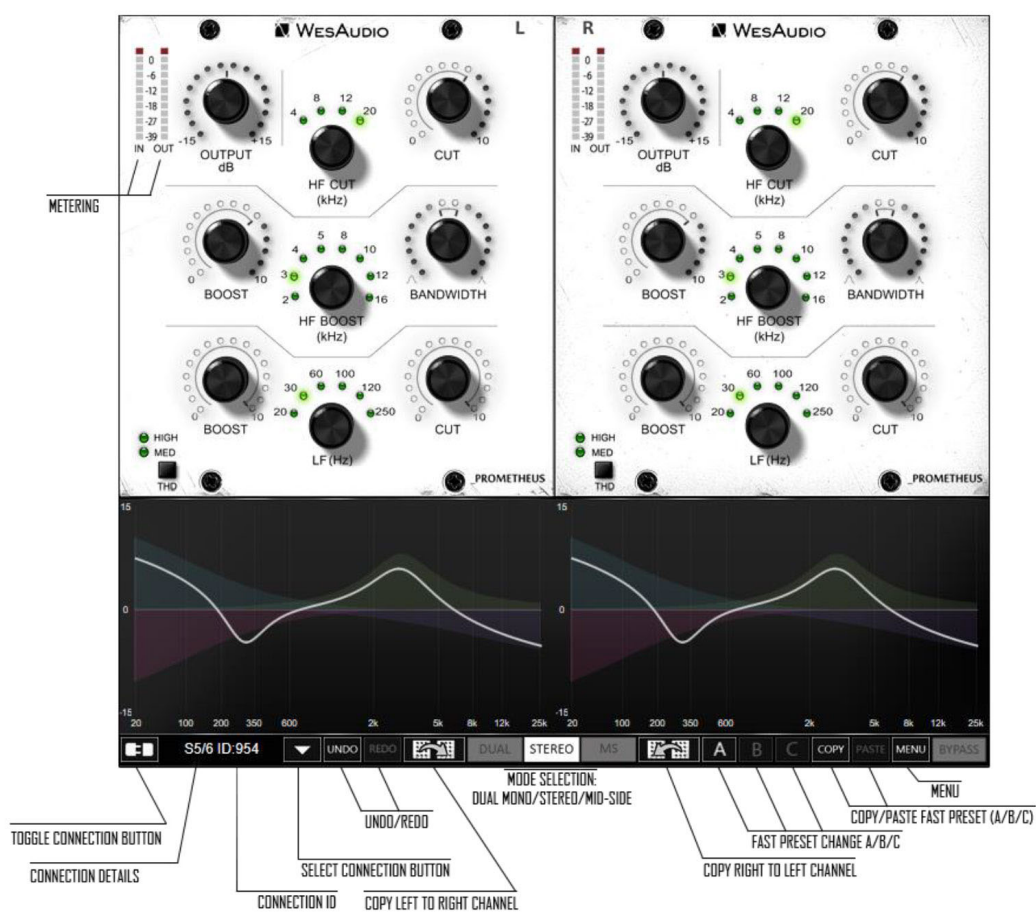 WESAUDIO L
0
-6
-12
-18
-27
-39
IN OUT
-15 +15
OUTPUT
dB
4 8 12 20
HF CUT
(kHz)
0 10
CUT
0 10
BOOST
2 3 4 5 8 10 12 16
HF BOOST
(kHz)
BANDWIDTH
0 10
BOOST
20 30 60 100 120 250
LF (Hz)
0 10
CUT
HIGH
MED
THD
_PROMETHEUS
R WESAUDIO
0
-6
-12
-18
-27
-39
IN OUT
-15 +15
OUTPUT
dB
4 8 12 20
HF CUT
(kHz)
0 10
CUT
0 10
BOOST
2 3 4 5 8 10 12 16
HF BOOST
(kHz)
BANDWIDTH
0 10
BOOST
20 30 60 100 120 250
LF (Hz)
0 10
CUT
HIGH
MED
THD
_PROMETHEUS
METERING
15
0
-15
20 100 200 350 600 2k 5k 8k 12k 25k
20 100 200 350 600 2k 5k 8k 12k 25k
S5/6 ID:954 UNDO REDO DUAL STEREO MS A B C COPY PASTE MENU BYPASS
MODE SELECTION:
DUAL MONO/STEREO/MID-SIDE
MENU
COPY/PASTE FAST PRESET (A/B/C)
UNDO/REDO
TOGGLE CONNECTION BUTTON
FAST PRESET CHANGE A/B/C
SELECT CONNECTION BUTTON
COPY RIGHT TO LEFT CHANNEL
CONNECTION DETAILS
CONNECTION ID
COPY LEFT TO RIGHT CHANNEL